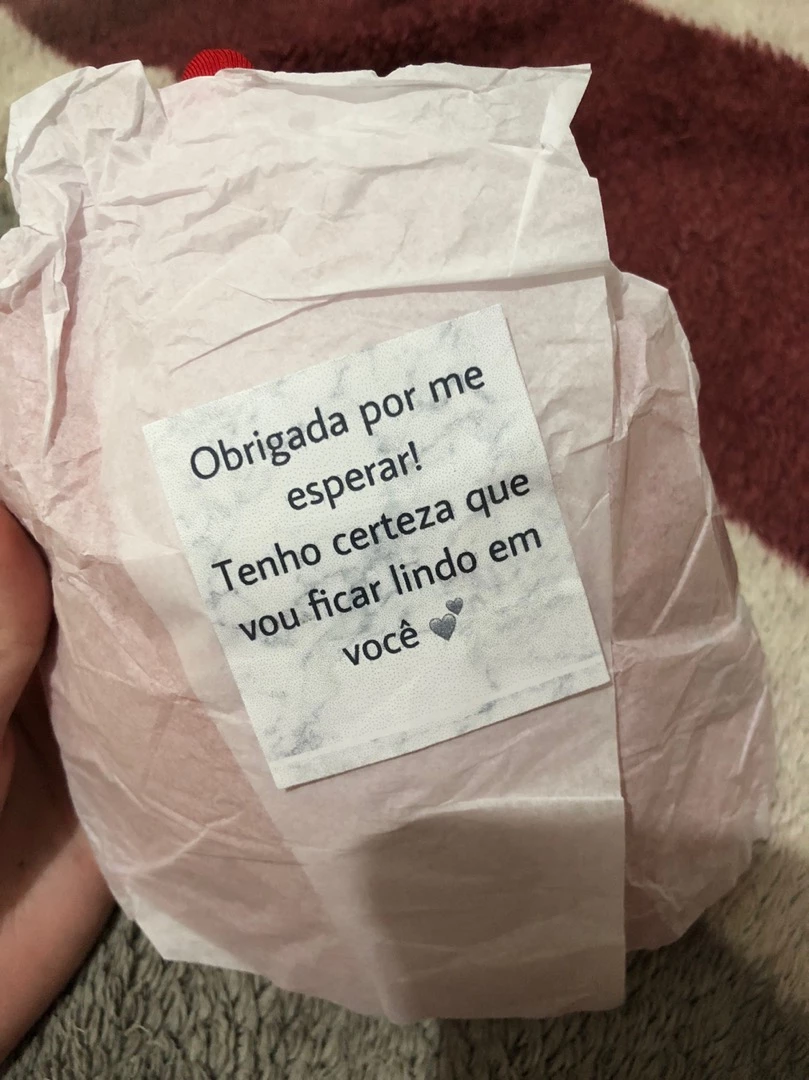 Obrigada por me
esperar!
Tenho certeza que
vou ficar lindo em
você 💕